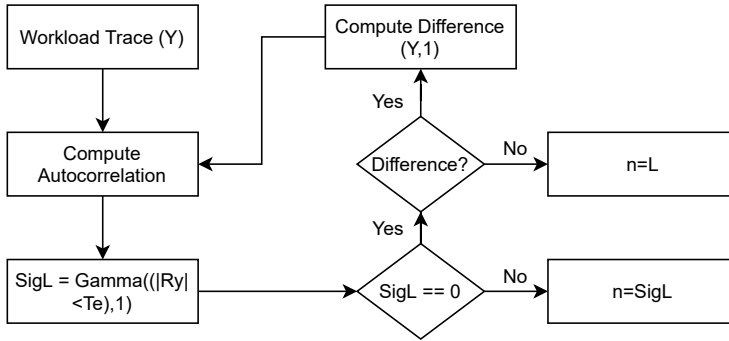 Workload Trace (Y)
Compute Difference
(Y,1)
Yes
Compute
Autocorrelation
Difference?
No
n=L
Yes
SigL = Gamma((|Ry|
<Te),1)
SigL == 0
No
n=SigL